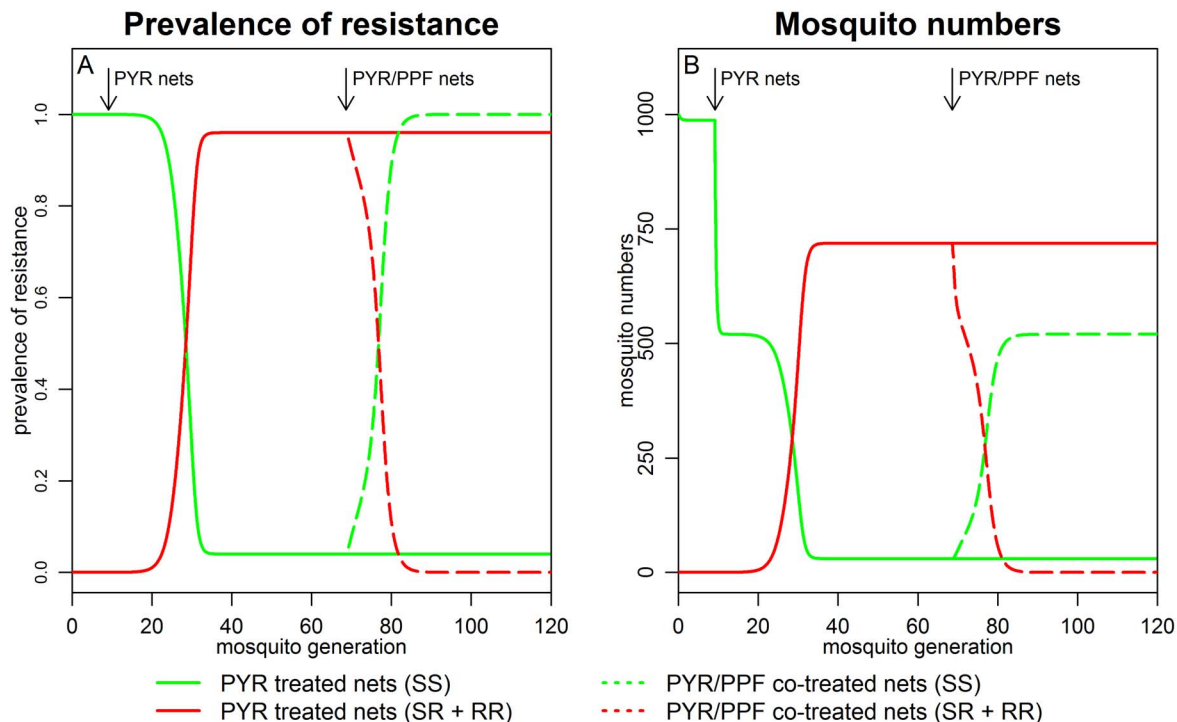 Prevalence of resistance
Mosquito numbers
A
PYR nets
PYR/PPF nets
B
PYR nets
PYR/PPF nets
prevalence of resistance
1.0
0.8
0.6
0.4
0.2
0.0
mosquito numbers
1000
750
500
250
0
0 20 40 60 80 100 120
mosquito generation
0 20 40 60 80 100 120
mosquito generation
PYR treated nets (SS)
PYR treated nets (SR + RR)
PYR/PPF co-treated nets (SS)
PYR/PPF co-treated nets (SR + RR)